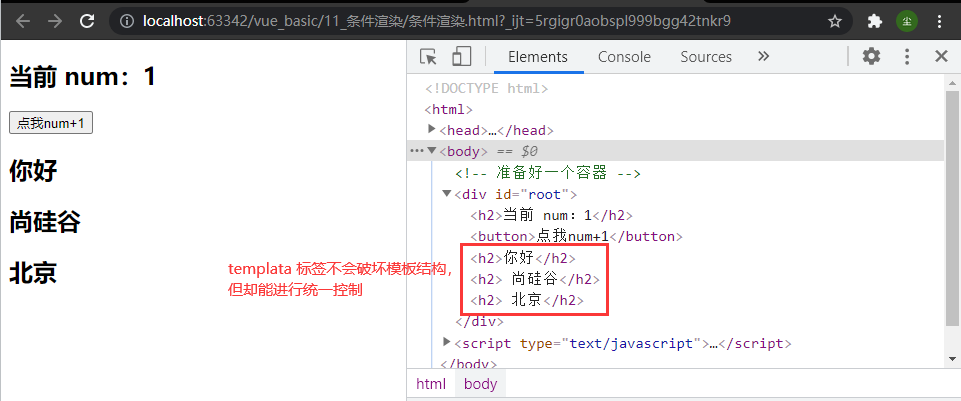 localhost:63342/vue_basic/11_条件渲染/条件渲染.html?_ijt=5rgigr0aobspl999bgg42tnkr9
尘
当前 num：1
点我num+1
你好
尚硅谷
北京
templata 标签不会破坏模板结构，
但却能进行统一控制
Elements Console Sources »
<!DOCTYPE html>
<html>
<head>…</head>
<body> == $0
<!-- 准备好一个容器 -->
<div id="root">
<h2>当前 num：1</h2>
<button>点我num+1</button>
<h2>你好</h2>
<h2> 尚硅谷</h2>
<h2> 北京</h2>
</div>
<script type="text/javascript">…</script>
</body>
html body